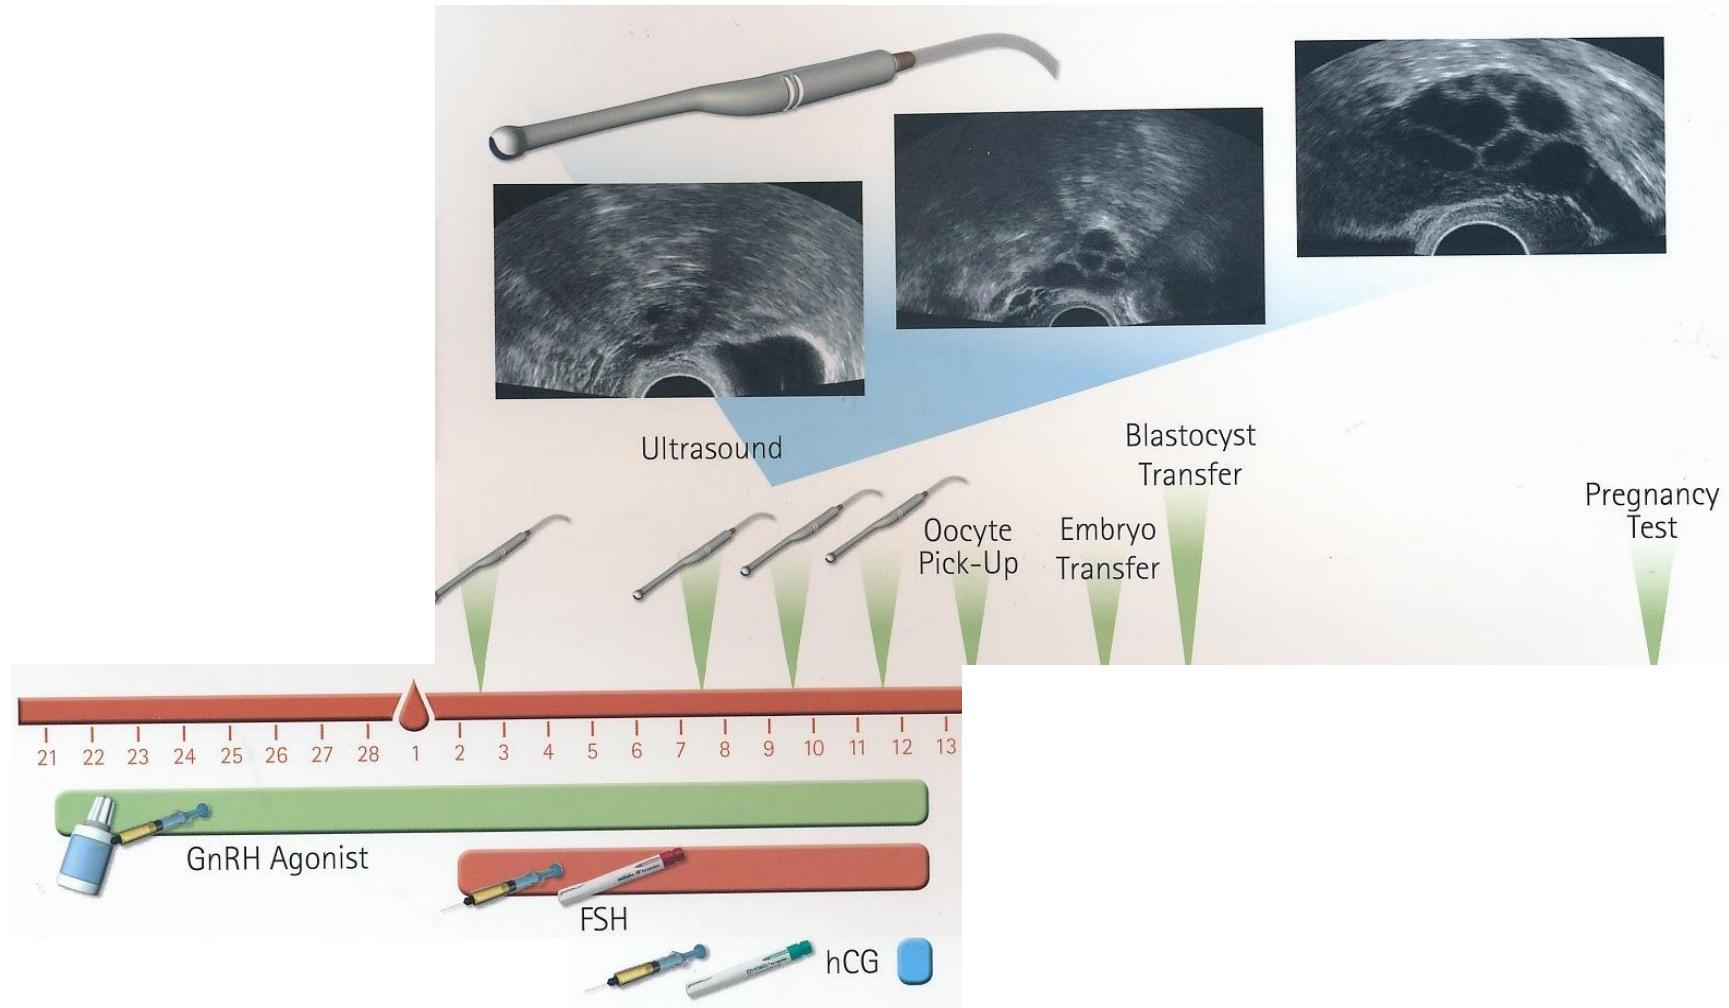 Ultrasound
Blastocyst
Transfer
Pregnancy
Test
Oocyte
Pick-Up
Embryo
Transfer
21 22 23 24 25 26 27 28 1 2 3 4 5 6 7 8 9 10 11 12 13
GnRH Agonist
FSH
hCG